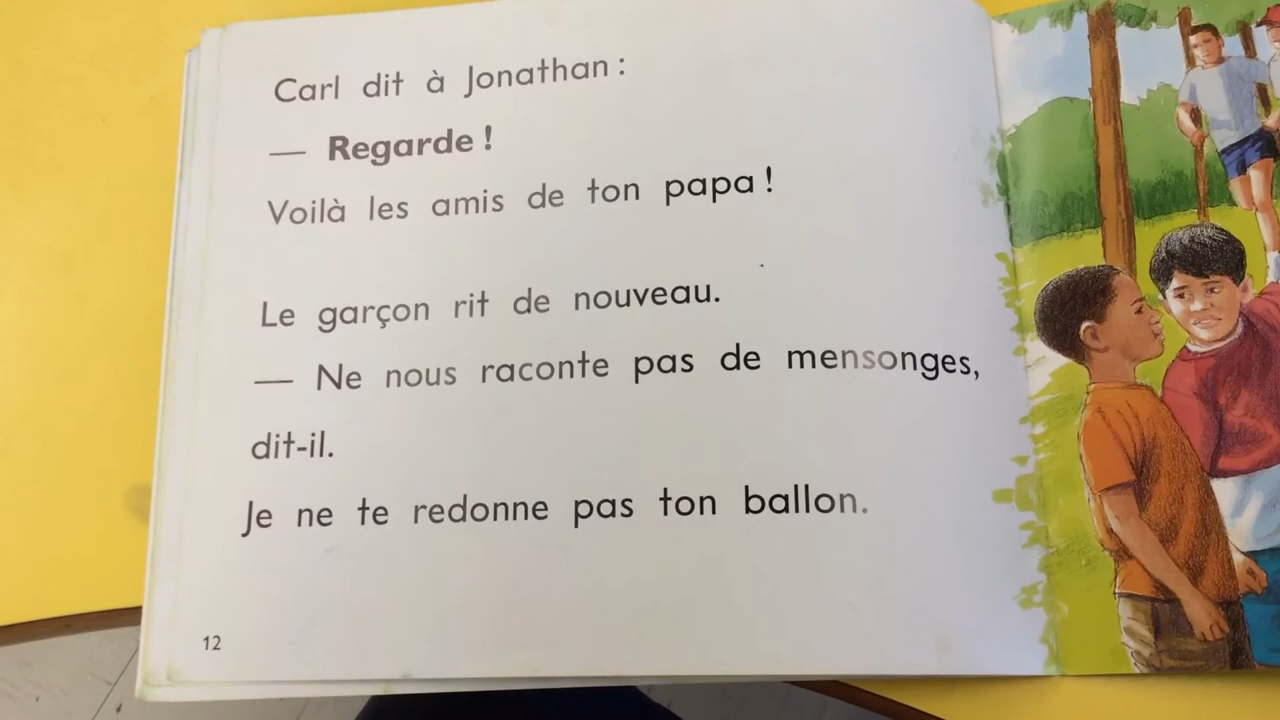 Carl dit à Jonathan :
— Regarde !
Voilà les amis de ton papa !
Le garçon rit de nouveau.
— Ne nous raconte pas de mensonges,
dit-il.
Je ne te redonne pas ton ballon.
12